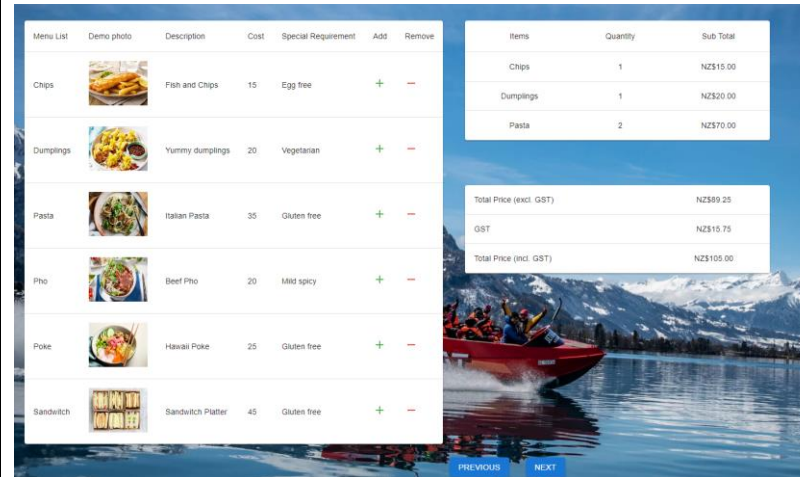 Menu List Demo photo Description Cost Special Requirement Add Remove
Chips Fish and Chips 15 Egg free + −
Dumplings Yummy dumplings 20 Vegetarian + −
Pasta Italian Pasta 35 Gluten free + −
Pho Beef Pho 20 Mild spicy + −
Poke Hawaii Poke 25 Gluten free + −
Sandwitch Sandwitch Platter 45 Gluten free + −
Items Quantity Sub Total
Chips 1 NZ$15.00
Dumplings 1 NZ$20.00
Pasta 2 NZ$70.00
Total Price (excl. GST) NZ$89.25
GST NZ$15.75
Total Price (incl. GST) NZ$105.00
PREVIOUS NEXT